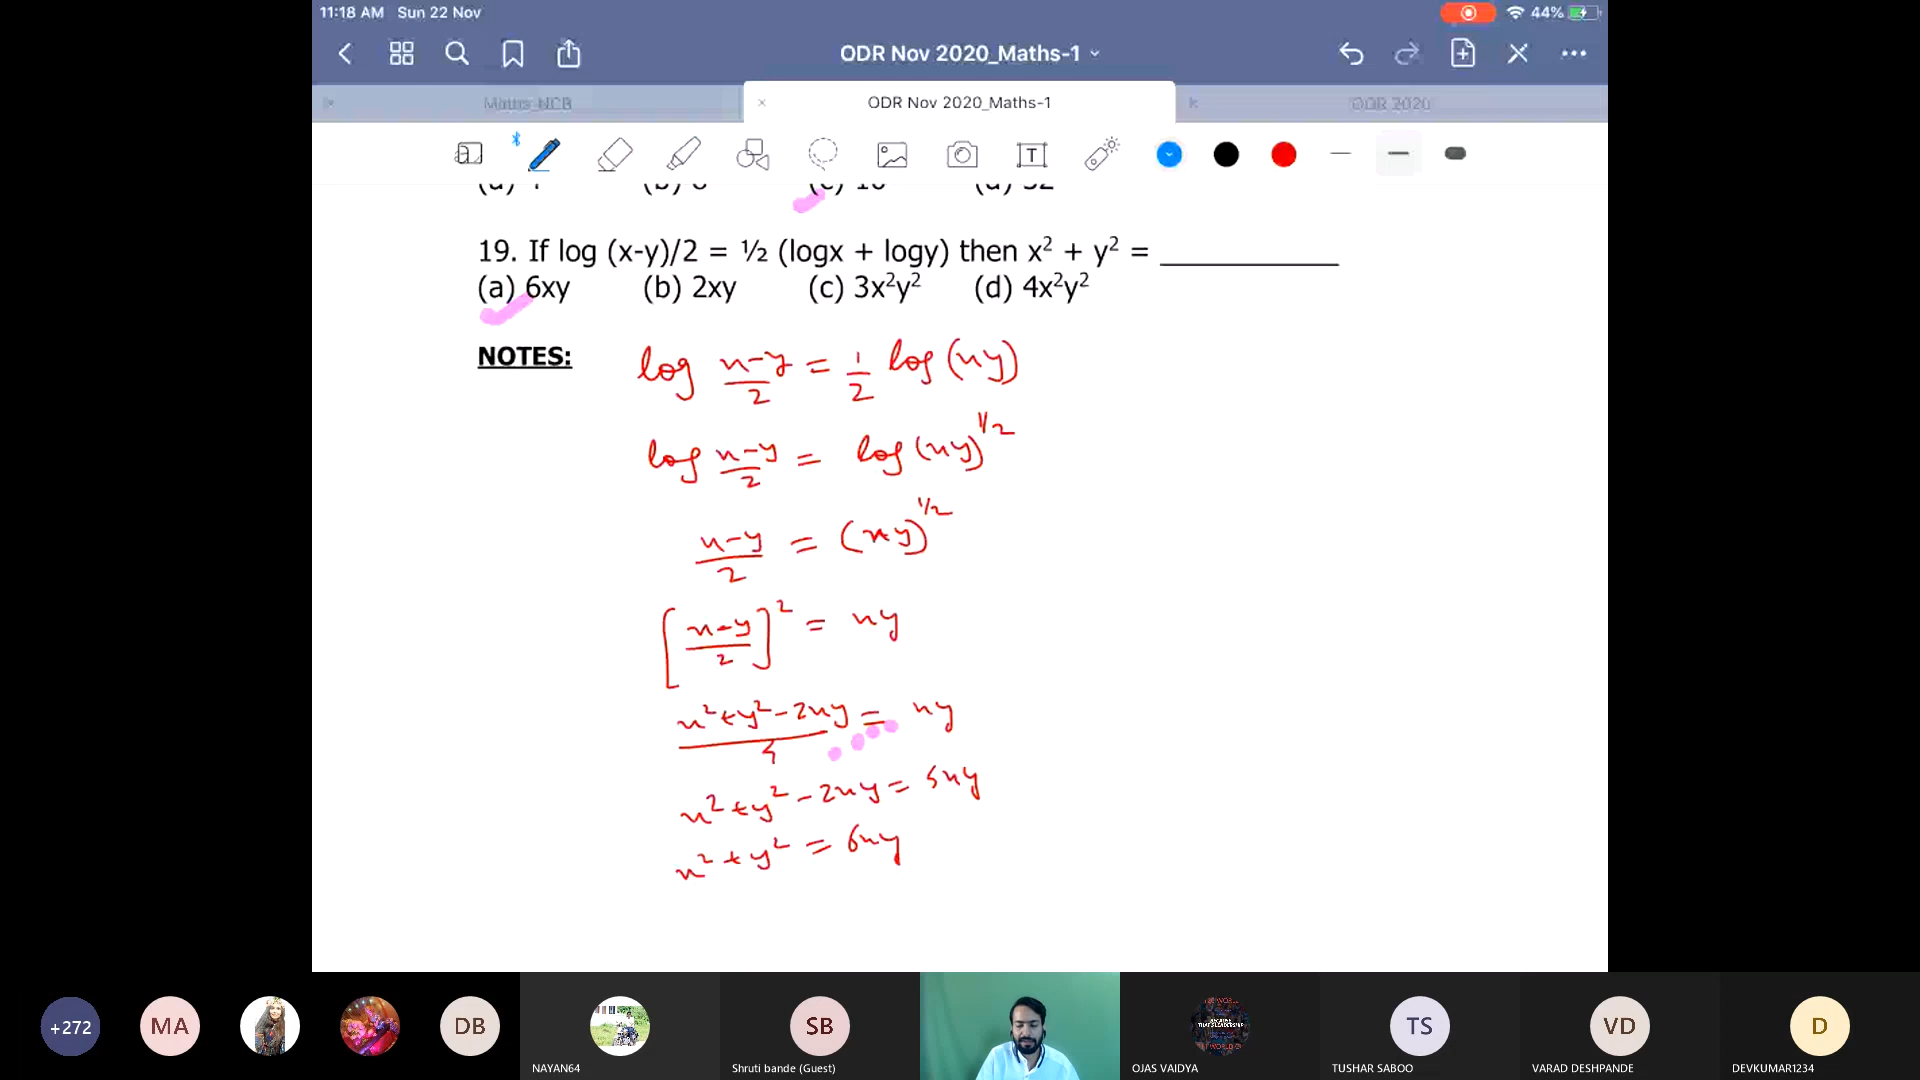 11:18 AM Sun 22 Nov
44%
ODR Nov 2020_Maths-1
Maths_NCB
ODR Nov 2020_Maths-1
ODR 2020
T
19. If log (x-y)/2 = ½ (logx + logy) then x² + y² = ____________
(a) 6xy (b) 2xy (c) 3x²y² (d) 4x²y²
NOTES:
log x-y/2 = 1/2 log (xy)
log x-y/2 = log (xy)^1/2
x-y/2 = (xy)^1/2
[x-y/2]² = xy
x²+y²-2xy/4 = xy
x²+y²-2xy = 4xy
x²+y² = 6xy
+272
MA
DB
NAYAN64
SB
Shruti bande (Guest)
OJAS VAIDYA
TS
TUSHAR SABOO
VD
VARAD DESHPANDE
D
DEVKUMAR1234